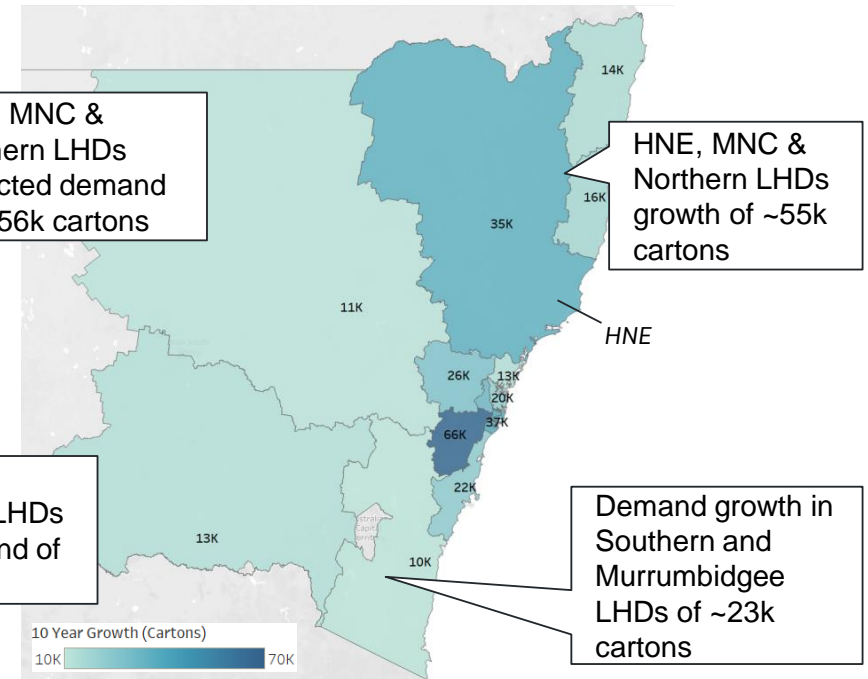 MNC &
hern LHDs
cted demand
56k cartons
14K
HNE, MNC &
Northern LHDs
growth of ~55k
cartons
16K
35K
11K
HNE
26K
13K
20K
37K
66K
22K
LHDs
nd of
13K
10K
Demand growth in
Southern and
Murrumbidgee
LHDs of ~23k
cartons
10 Year Growth (Cartons)
10K
70K